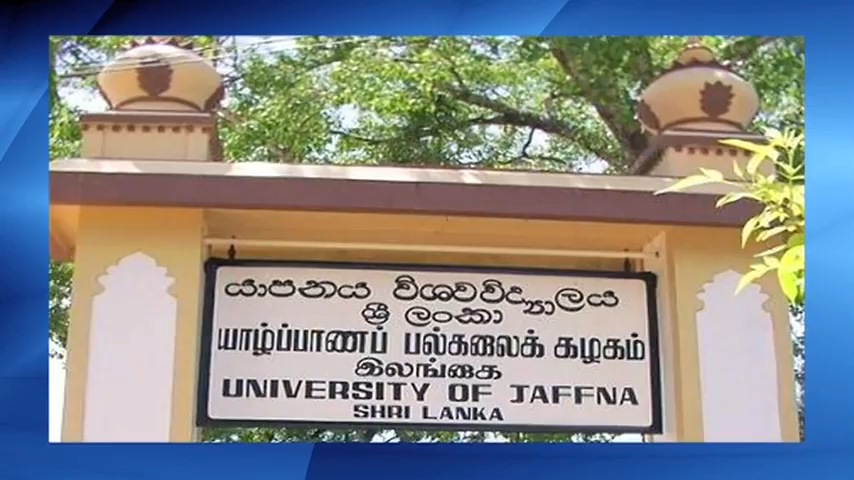 යාපනය විශ්වවිද්‍යාලය
ශ්‍රී ලංකා
யாழ்ப்பாணப் பல்கலைக் கழகம்
இலங்கை
UNIVERSITY OF JAFFNA
SHRI LANKA